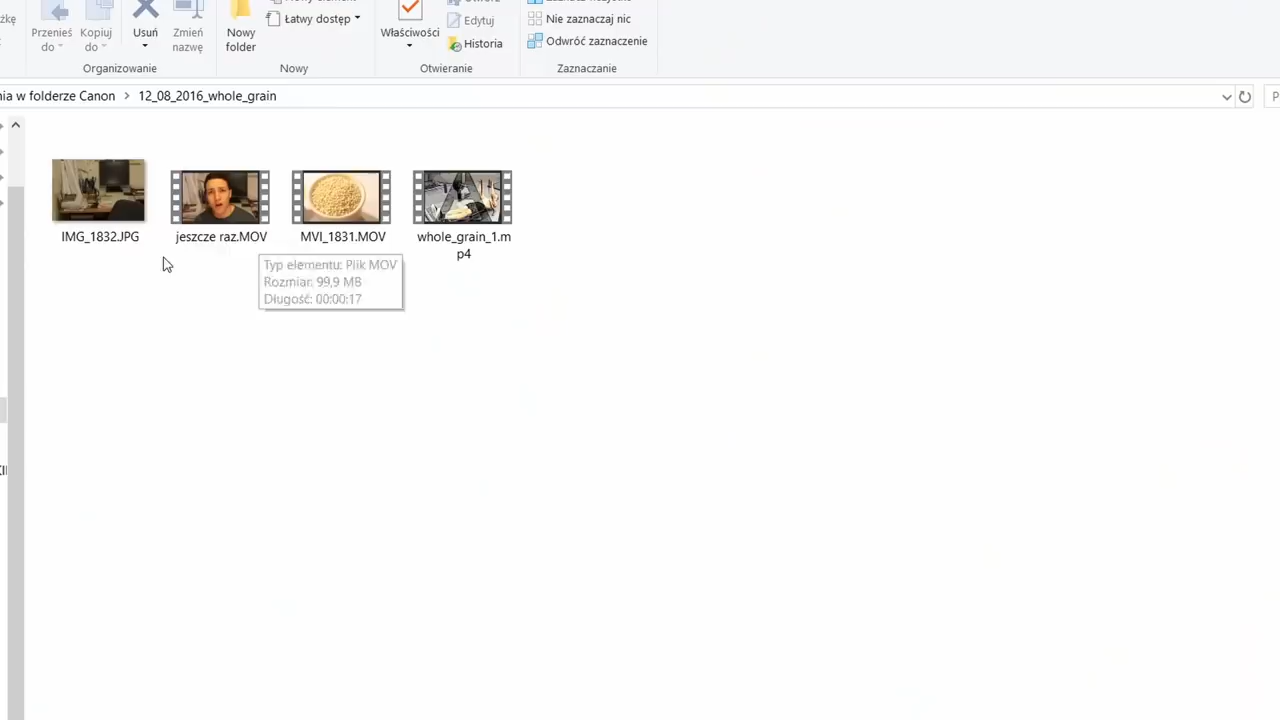 żkę
Przenieś
do
Kopiuj
do
Usuń
Zmień
nazwę
Nowy
folder
Łatwy dostęp
Właściwości
Edytuj
Historia
Nie zaznaczaj nic
Odwróć zaznaczenie
Organizowanie
Nowy
Otwieranie
Zaznaczanie
nia w folderze Canon > 12_08_2016_whole_grain
P
IMG_1832.JPG
jeszcze raz.MOV
MVI_1831.MOV
whole_grain_1.m
p4
Typ elementu: Plik MOV
Rozmiar: 99,9 MB
Długość: 00:00:17